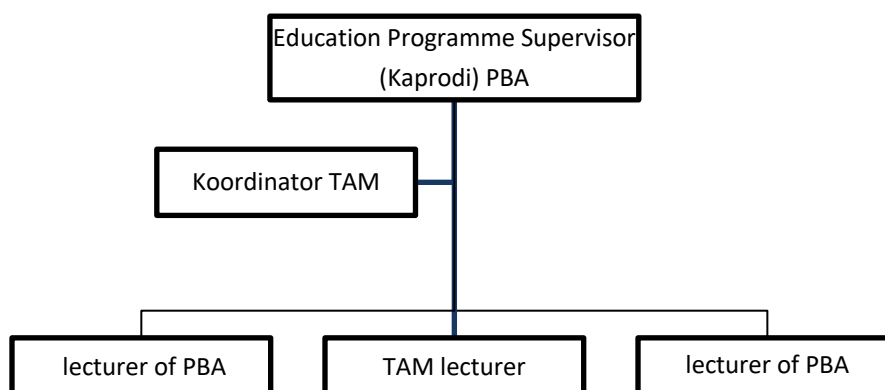 Education Programme Supervisor
(Kaprodi) PBA
Koordinator TAM
lecturer of PBA
TAM lecturer
lecturer of PBA